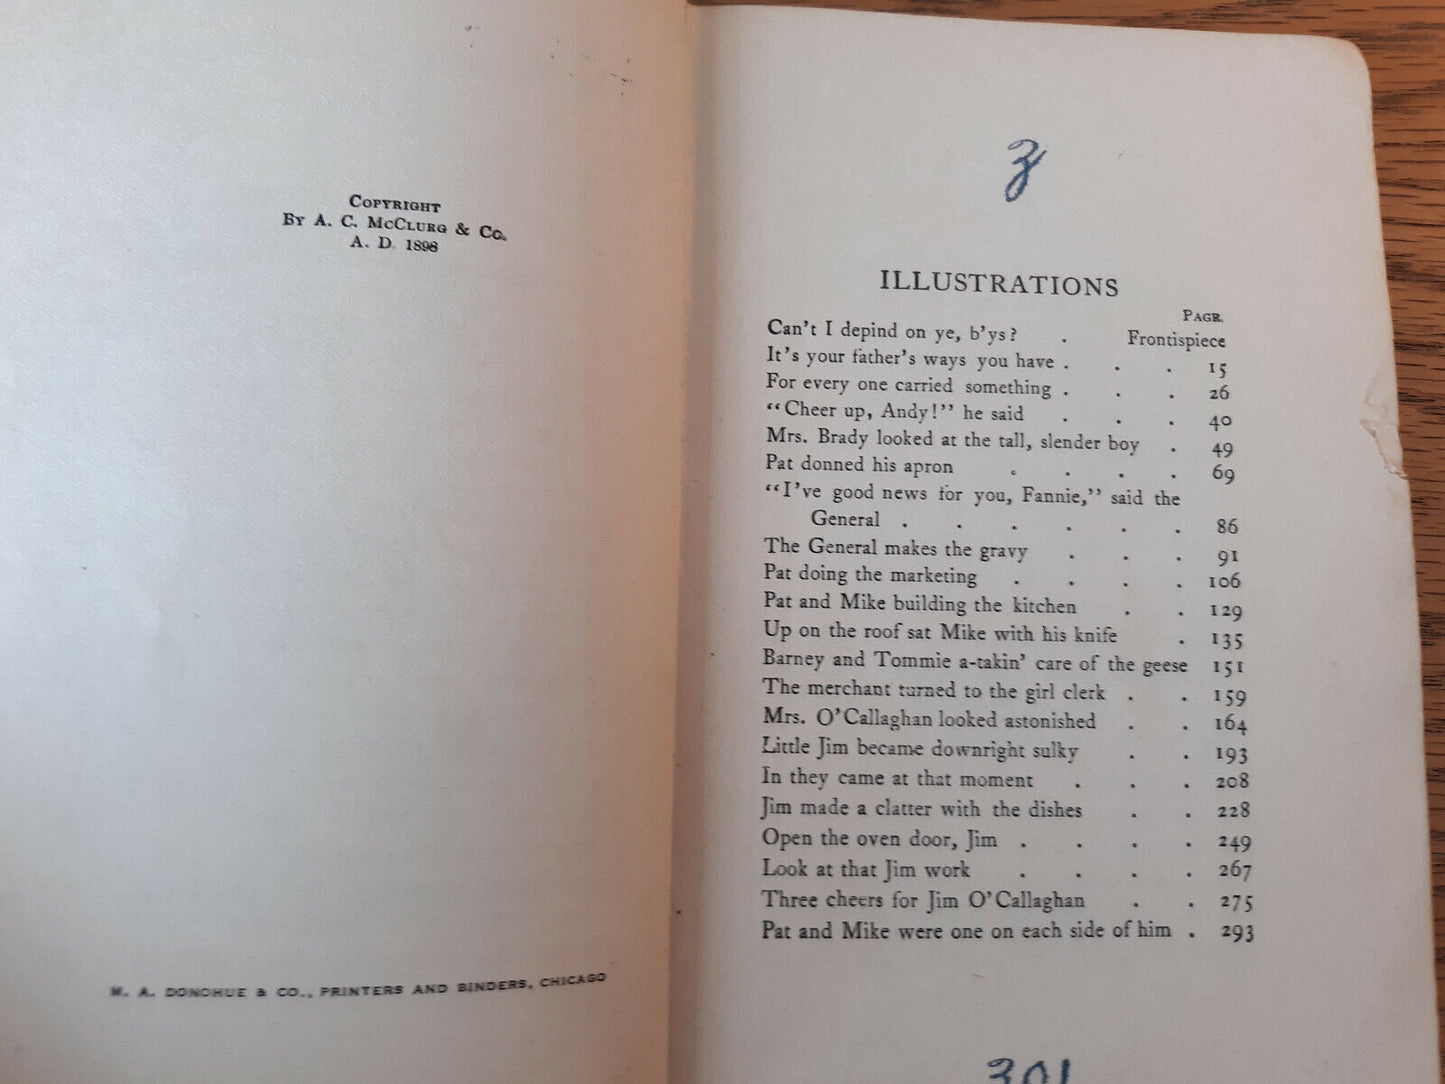 COPYRIGHT
BY A. C. MCCLURG & CO.
A. D. 1898
M. A. DONOHUE & CO., PRINTERS AND BINDERS, CHICAGO
ILLUSTRATIONS
PAGE
Can't I depind on ye, b'ys? . Frontispiece
It's your father's ways you have . . . 15
For every one carried something . . . 26
"Cheer up, Andy!" he said . . . 40
Mrs. Brady looked at the tall, slender boy . 49
Pat donned his apron . . . . 69
"I've good news for you, Fannie," said the
General . . . . . . 86
The General makes the gravy . . . 91
Pat doing the marketing . . . . 106
Pat and Mike building the kitchen . . 129
Up on the roof sat Mike with his knife . 135
Barney and Tommie a-takin' care of the geese 151
The merchant turned to the girl clerk . . 159
Mrs. O'Callaghan looked astonished . . 164
Little Jim became downright sulky . . 193
In they came at that moment . . . 208
Jim made a clatter with the dishes . . 228
Open the oven door, Jim . . . . 249
Look at that Jim work . . . . 267
Three cheers for Jim O'Callaghan . . 275
Pat and Mike were one on each side of him . 293
301